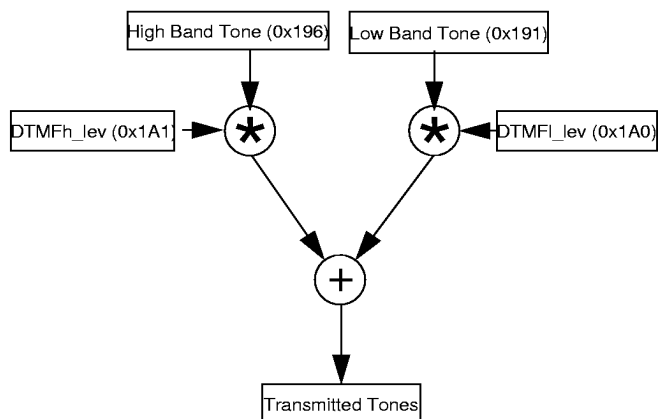 High Band Tone (0x196)
Low Band Tone (0x191)
DTMFh_lev (0x1A1)
*
*
DTMFl_lev (0x1A0)
+
Transmitted Tones